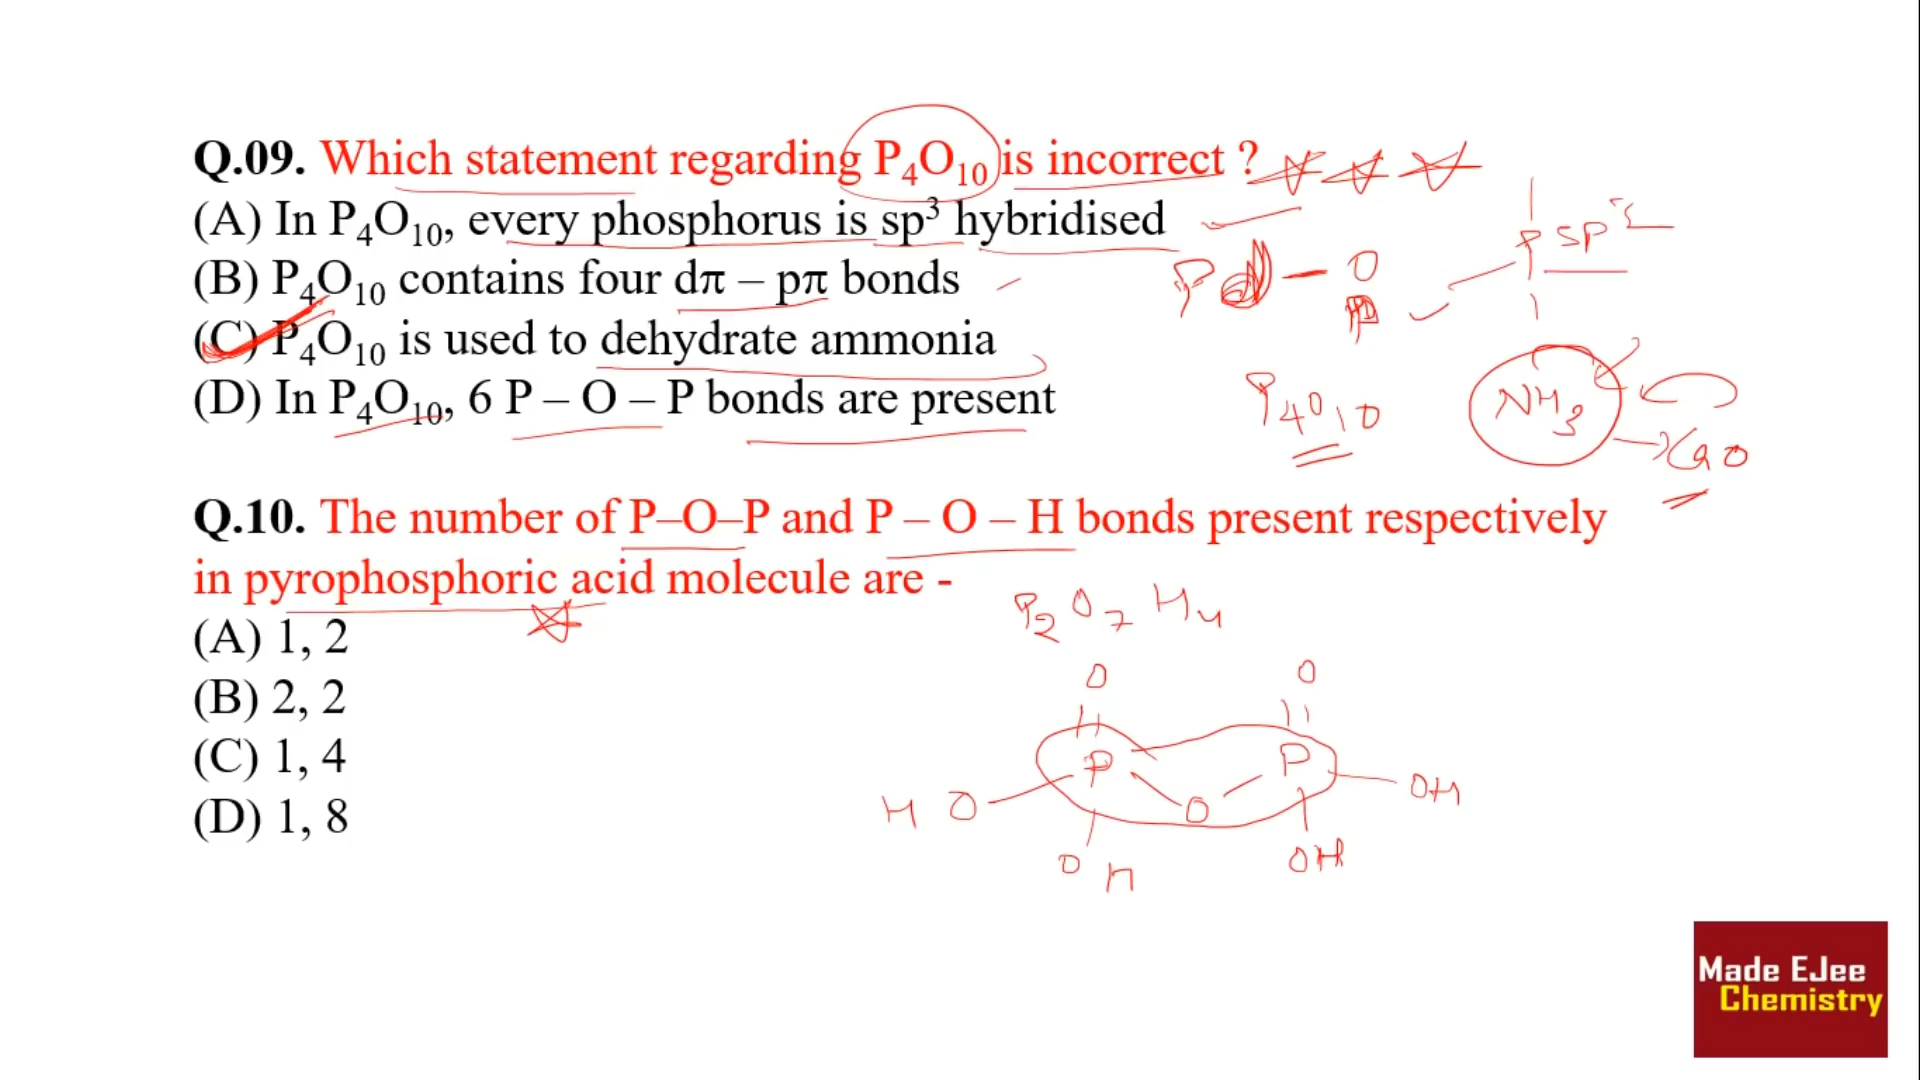 Q.09. Which statement regarding P₄O₁₀ is incorrect ?
(A) In P₄O₁₀, every phosphorus is sp³ hybridised
(B) P₄O₁₀ contains four dπ – pπ bonds
(C) P₄O₁₀ is used to dehydrate ammonia
(D) In P₄O₁₀, 6 P – O – P bonds are present
P sp³
P d – O
P
P₄O₁₀
NH₃
CaO
Q.10. The number of P–O–P and P – O – H bonds present respectively
in pyrophosphoric acid molecule are -
(A) 1, 2
(B) 2, 2
(C) 1, 4
(D) 1, 8
P₂O₇H₄
O O
P P
HO O OH
OH OH
Made EJee
Chemistry